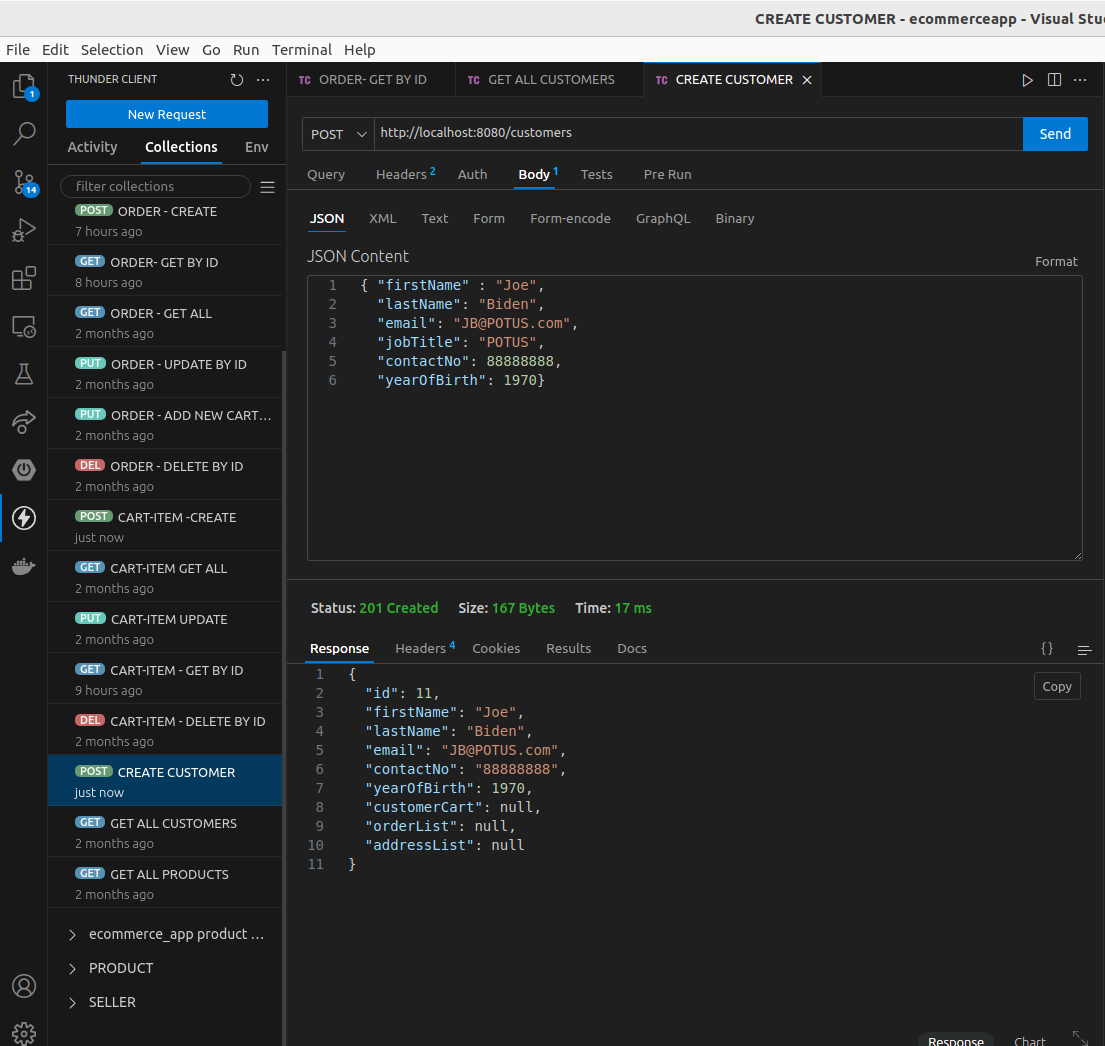 CREATE CUSTOMER - ecommerceapp - Visual Stu
File Edit Selection View Go Run Terminal Help
THUNDER CLIENT
New Request
Activity Collections Env
filter collections
POST ORDER - CREATE
7 hours ago
GET ORDER- GET BY ID
8 hours ago
GET ORDER - GET ALL
2 months ago
PUT ORDER - UPDATE BY ID
2 months ago
PUT ORDER - ADD NEW CART...
2 months ago
DEL ORDER - DELETE BY ID
2 months ago
POST CART-ITEM -CREATE
just now
GET CART-ITEM GET ALL
2 months ago
PUT CART-ITEM UPDATE
2 months ago
GET CART-ITEM - GET BY ID
9 hours ago
DEL CART-ITEM - DELETE BY ID
2 months ago
POST CREATE CUSTOMER
just now
GET GET ALL CUSTOMERS
2 months ago
GET GET ALL PRODUCTS
2 months ago
ecommerce_app product ...
PRODUCT
SELLER
1
14
TC ORDER- GET BY ID TC GET ALL CUSTOMERS TC CREATE CUSTOMER
POST http://localhost:8080/customers Send
Query Headers 2 Auth Body 1 Tests Pre Run
JSON XML Text Form Form-encode GraphQL Binary
JSON Content
Format
1 { "firstName" : "Joe",
2 "lastName": "Biden",
3 "email": "JB@POTUS.com",
4 "jobTitle": "POTUS",
5 "contactNo": 88888888,
6 "yearOfBirth": 1970}
Status: 201 Created Size: 167 Bytes Time: 17 ms
Response Headers 4 Cookies Results Docs {}
Copy
1 {
2 "id": 11,
3 "firstName": "Joe",
4 "lastName": "Biden",
5 "email": "JB@POTUS.com",
6 "contactNo": "88888888",
7 "yearOfBirth": 1970,
8 "customerCart": null,
9 "orderList": null,
10 "addressList": null
11 }
Response Chart